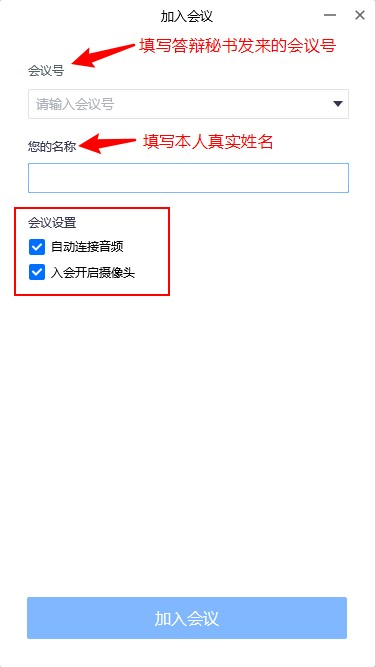 加入会议
填写答辩秘书发来的会议号
会议号
请输入会议号
您的名称
填写本人真实姓名
会议设置
自动连接音频
入会开启摄像头
加入会议